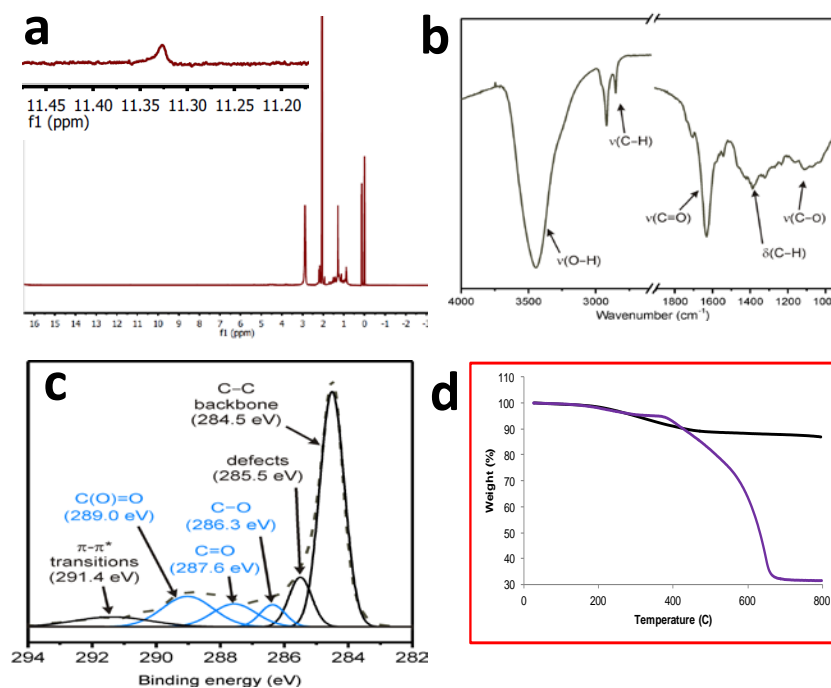 a
11.45 11.40 11.35 11.30 11.25 11.20
f1 (ppm)
16 15 14 13 12 11 10 9 8 7 6 5 4 3 2 1 0 -1 -2
f1 (ppm)
b
ν(C–H)
ν(C=O)
ν(C–O)
ν(O–H)
δ(C–H)
4000 3000 1800 1600 1400 1200 1000
Wavenumber (cm⁻¹)
c
C–C
backbone
(284.5 eV)
defects
(285.5 eV)
C(O)=O
(289.0 eV)
C–O
(286.3 eV)
C=O
(287.6 eV)
π-π*
transitions
(291.4 eV)
294 292 290 288 286 284 282
Binding energy (eV)
d
110
100
90
80
70
60
50
40
30
Weight (%)
0 200 400 600 800
Temperature (C)